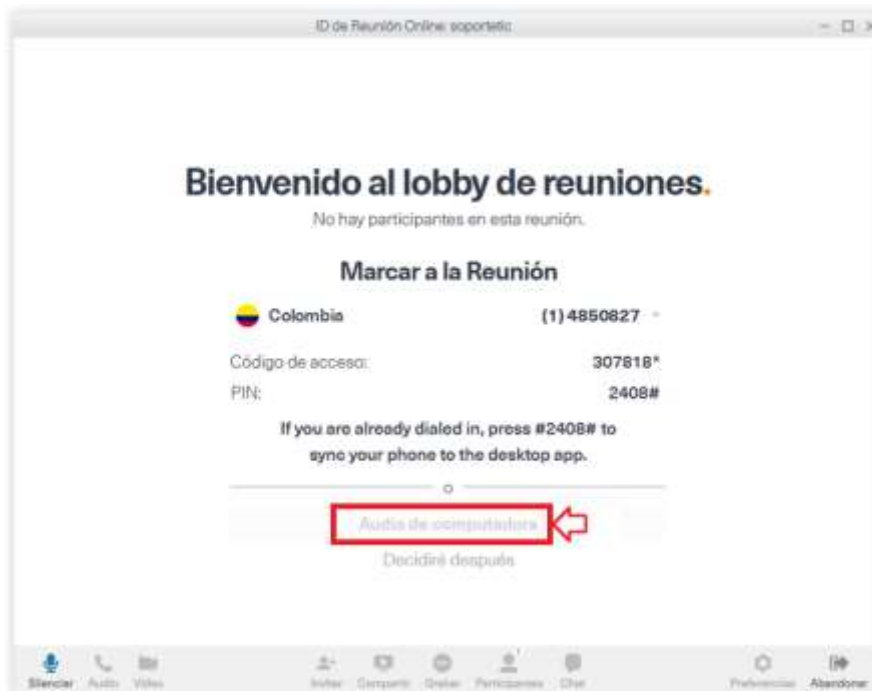 ID de Reunión Online: soportetic
Bienvenido al lobby de reuniones.
No hay participantes en esta reunión.
Marcar a la Reunión
Colombia (1) 4850827
Código de acceso: 307818*
PIN: 2408#
If you are already dialed in, press #2408# to
sync your phone to the desktop app.
o
Audio de computadora
Decidiré después
Silenciar Audio Video Invitar Compartir Grabar Participantes Chat Preferencias Abandonar